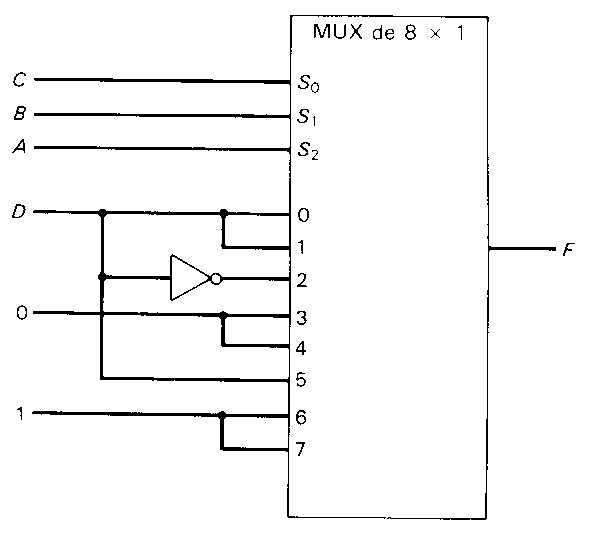 MUX de 8 × 1
C S₀
B S₁
A S₂
D 0
1
F
2
0 3
4
5
1 6
7